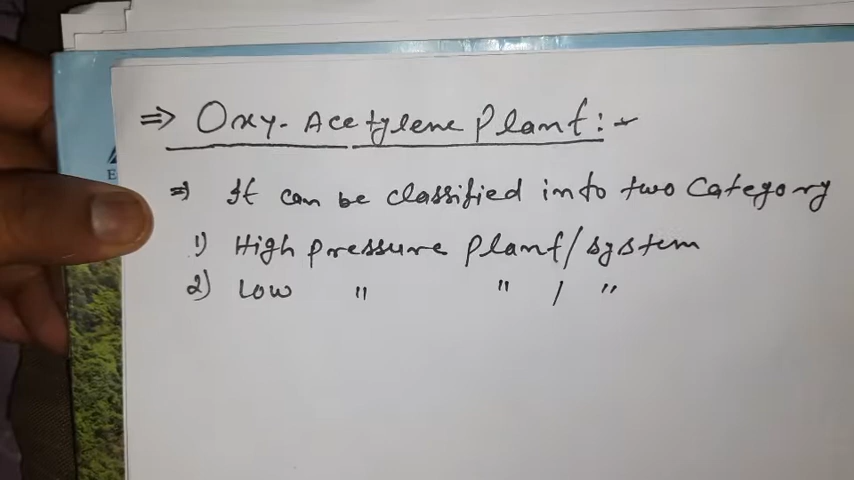 ⇒ Oxy-Acetylene Plant:-
⇒ It can be classified into two Category
1) High pressure plant/system
2) Low " " / "
E